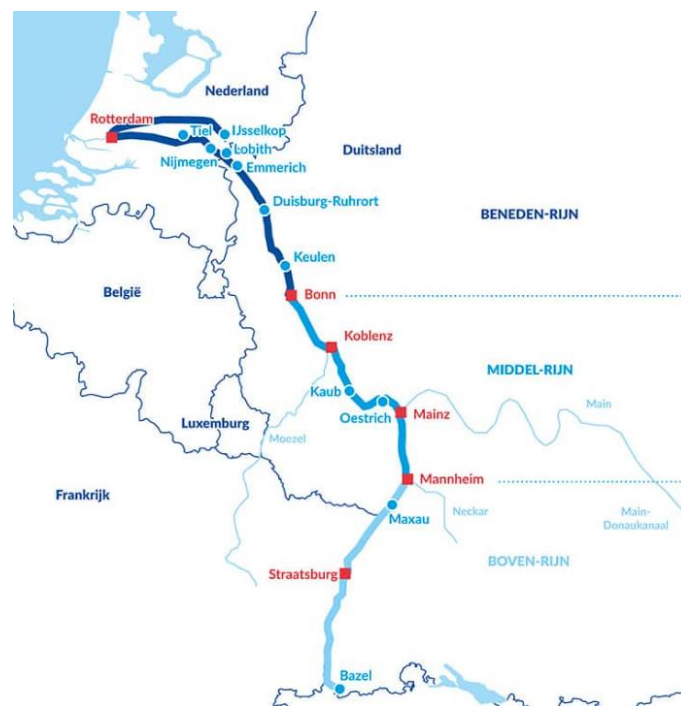 Nederland
Rotterdam
Tiel
IJsselkop
Lobith
Nijmegen
Emmerich
Duitsland
Duisburg-Ruhrort
BENEDEN-RIJN
Keulen
België
Bonn
Koblenz
MIDDEL-RIJN
Kaub
Oestrich
Mainz
Main
Luxemburg
Moezel
Mannheim
Frankrijk
Maxau
Neckar
Main-
Donaukanaal
BOVEN-RIJN
Straatsburg
Bazel